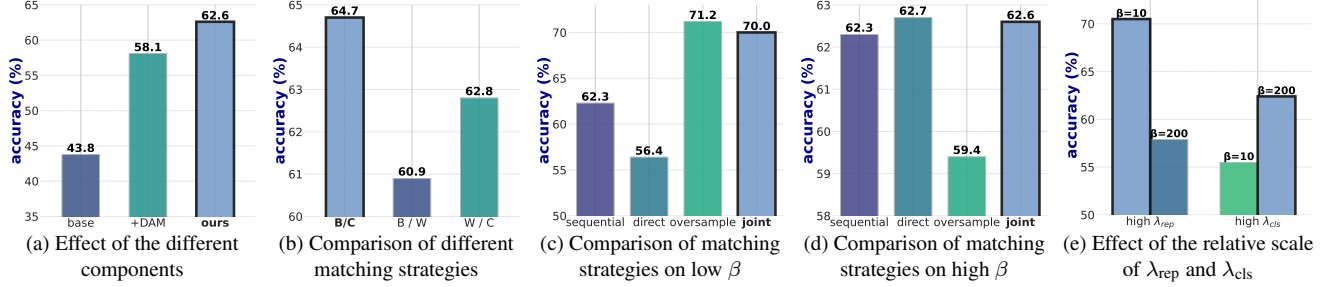 accuracy (%)
65
60
55
50
45
40
35
43.8
58.1
62.6
base
+DAM
ours
(a) Effect of the different
components
accuracy (%)
65
64
63
62
61
60
64.7
60.9
62.8
B/C
B / W
W / C
(b) Comparison of different
matching strategies
accuracy (%)
70
65
60
55
50
62.3
56.4
71.2
70.0
sequential
direct
oversample
joint
(c) Comparison of matching
strategies on low β
accuracy (%)
63
62
61
60
59
58
62.3
62.7
59.4
62.6
sequential
direct
oversample
joint
(d) Comparison of matching
strategies on high β
accuracy (%)
70
65
60
55
50
β=10
β=200
β=10
β=200
high λrep
high λcls
(e) Effect of the relative scale
of λrep and λcls